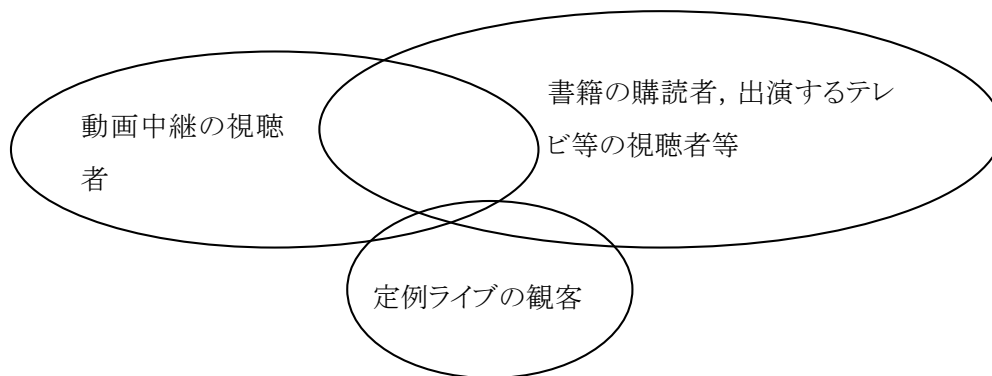 動画中継の視聴
者
書籍の購読者，出演するテレ
ビ等の視聴者等
定例ライブの観客